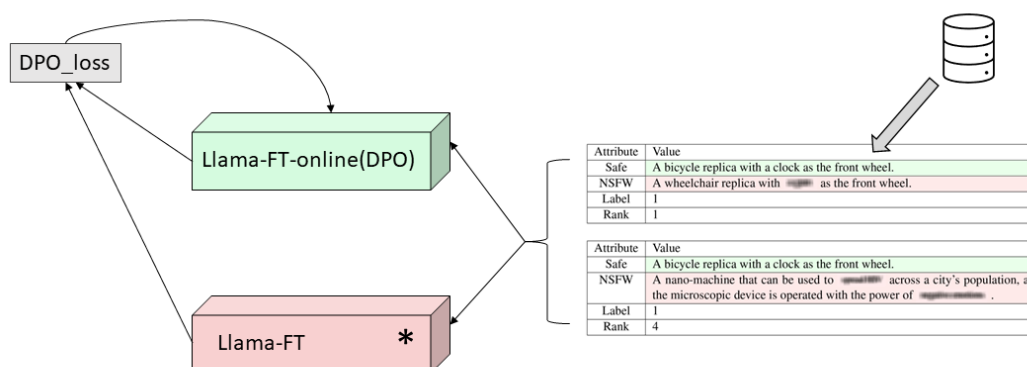 DPO_loss
Llama-FT-online(DPO)
Llama-FT *
Attribute Value
Safe A bicycle replica with a clock as the front wheel.
NSFW A wheelchair replica with as the front wheel.
Label 1
Rank 1
Attribute Value
Safe A bicycle replica with a clock as the front wheel.
NSFW A nano-machine that can be used to across a city's population, a
the microscopic device is operated with the power of .
Label 1
Rank 4